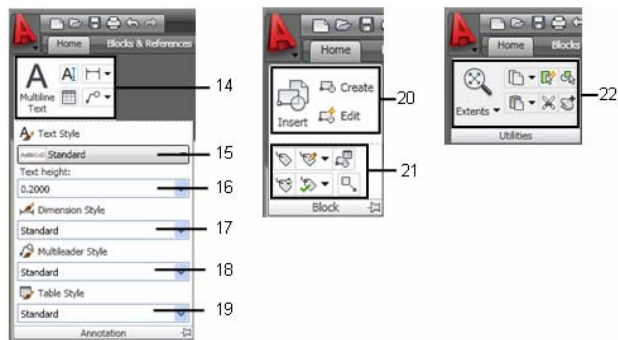 Home Blocks & References
A
Multiline
Text
14
Text Style
Standard
15
Text height:
0.2000
16
Dimension Style
Standard
17
Multileader Style
Standard
18
Table Style
Standard
19
Annotation
Home
Insert
Create
Edit
20
21
Block
Home Blocks
Extents
22
Utilities